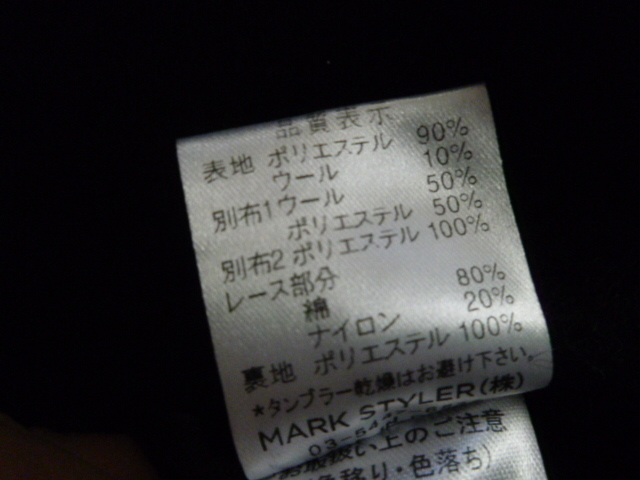 品質表示
表地 ポリエステル 90%
ウール 10%
別布1 ウール 50%
ポリエステル 50%
別布2 ポリエステル 100%
レース部分
綿 80%
ナイロン 20%
裏地 ポリエステル 100%
*タンブラー乾燥はお避け下さい。
MARK STYLER(株)
03-
お取扱い上のご注意
移り・色落ち)